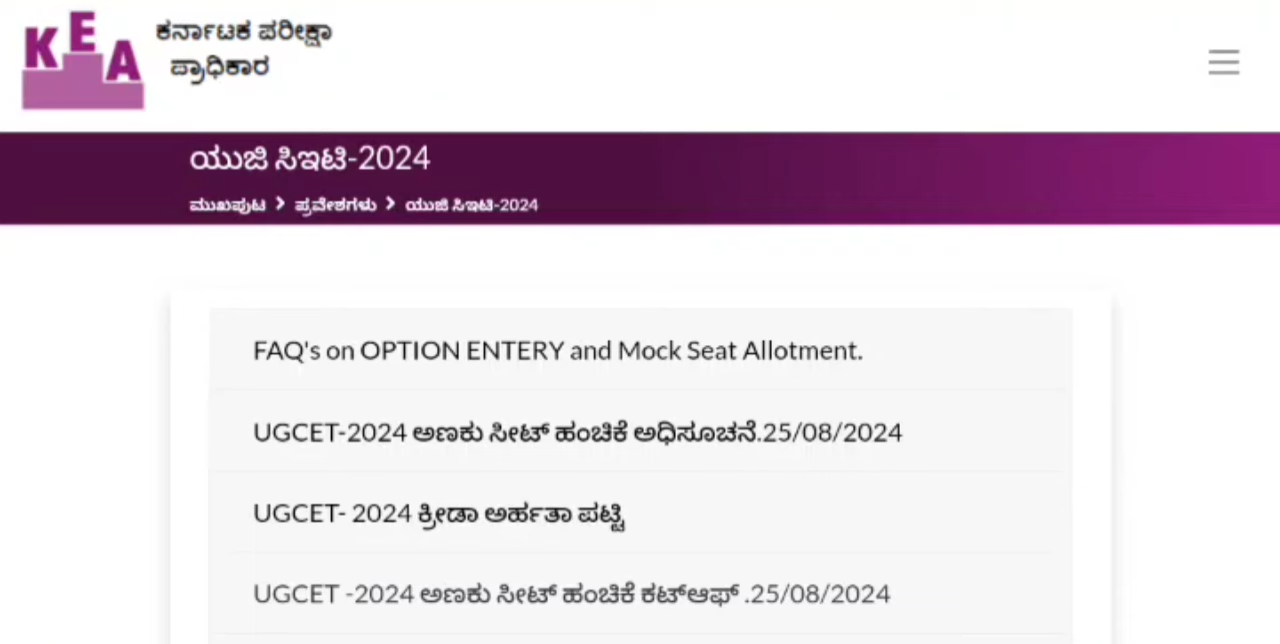 KEA
ಕರ್ನಾಟಕ ಪರೀಕ್ಷಾ
ಪ್ರಾಧಿಕಾರ
ಯುಜಿ ಸಿಇಟಿ-2024
ಮುಖಪುಟ > ಪ್ರವೇಶಗಳು > ಯುಜಿ ಸಿಇಟಿ-2024
FAQ's on OPTION ENTERY and Mock Seat Allotment.
UGCET-2024 ಅಣಕು ಸೀಟ್ ಹಂಚಿಕೆ ಅಧಿಸೂಚನೆ.25/08/2024
UGCET- 2024 ಕ್ರೀಡಾ ಅರ್ಹತಾ ಪಟ್ಟಿ
UGCET -2024 ಅಣಕು ಸೀಟ್ ಹಂಚಿಕೆ ಕಟ್ಆಫ್ .25/08/2024